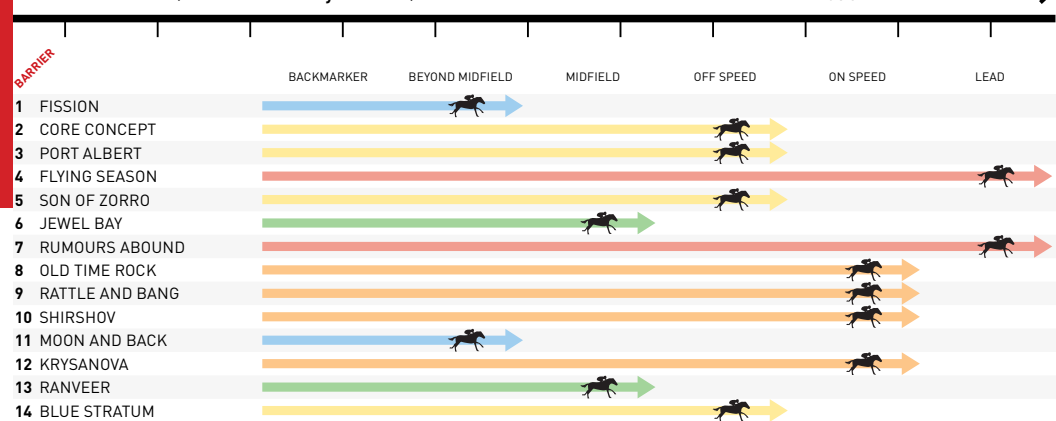 BARRIER
BACKMARKER BEYOND MIDFIELD MIDFIELD OFF SPEED ON SPEED LEAD
1 FISSION
2 CORE CONCEPT
3 PORT ALBERT
4 FLYING SEASON
5 SON OF ZORRO
6 JEWEL BAY
7 RUMOURS ABOUND
8 OLD TIME ROCK
9 RATTLE AND BANG
10 SHIRSHOV
11 MOON AND BACK
12 KRYSANOVA
13 RANVEER
14 BLUE STRATUM